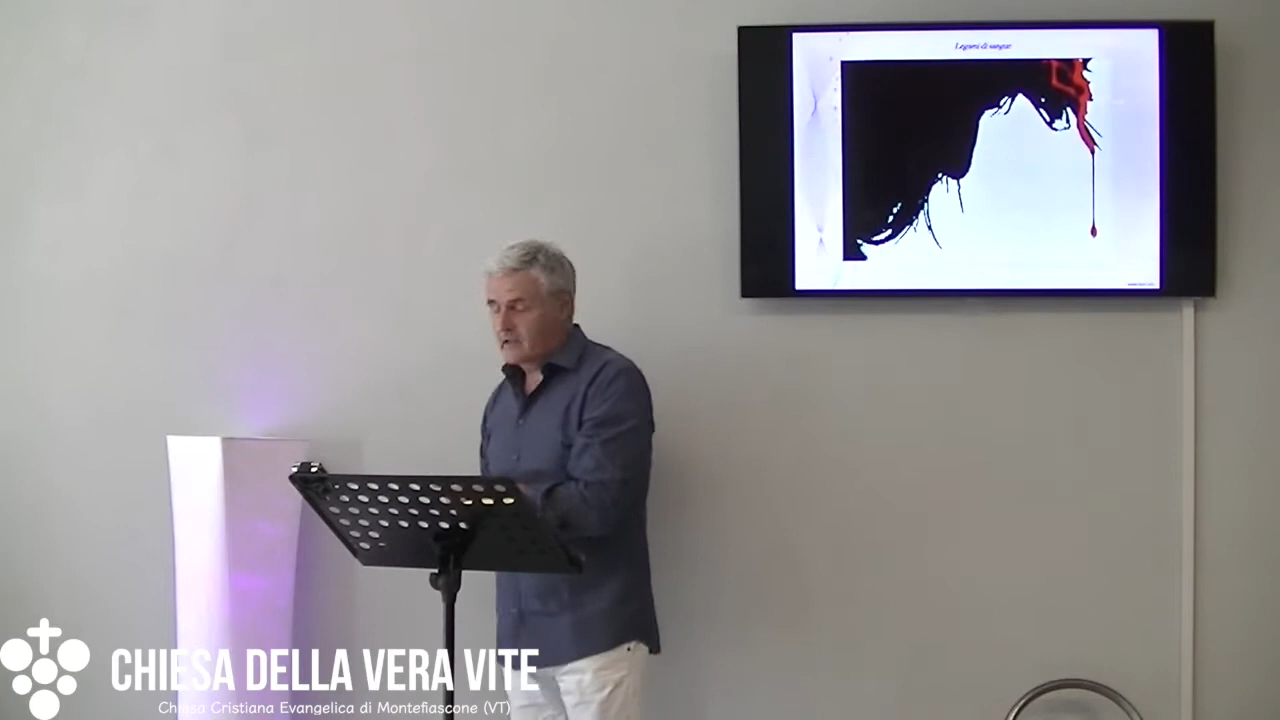 Legami di sangue
CHIESA DELLA VERA VITE
Chiesa Cristiana Evangelica di Montefiascone (VT)